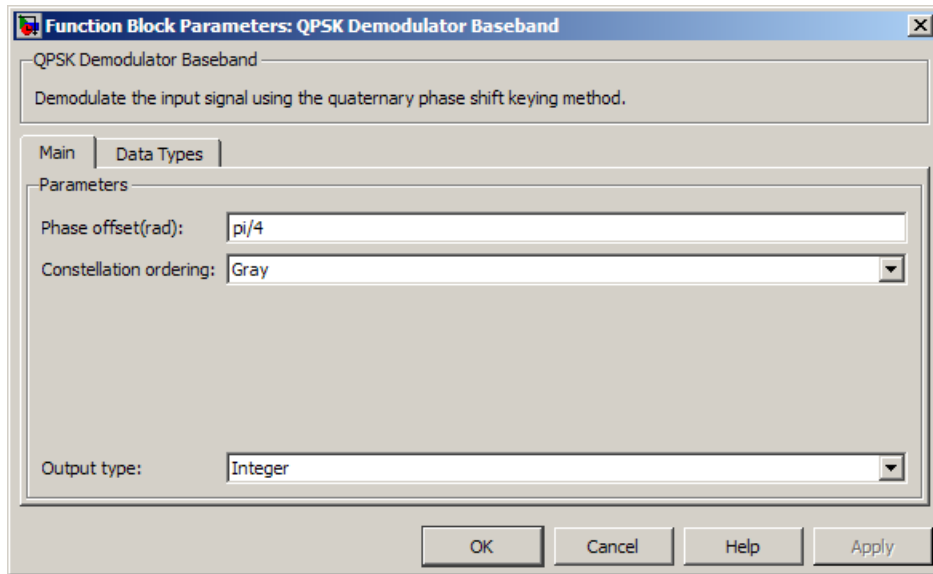 Function Block Parameters: QPSK Demodulator Baseband
QPSK Demodulator Baseband
Demodulate the input signal using the quaternary phase shift keying method.
Main Data Types
Parameters
Phase offset(rad): pi/4
Constellation ordering: Gray
Output type: Integer
OK Cancel Help Apply